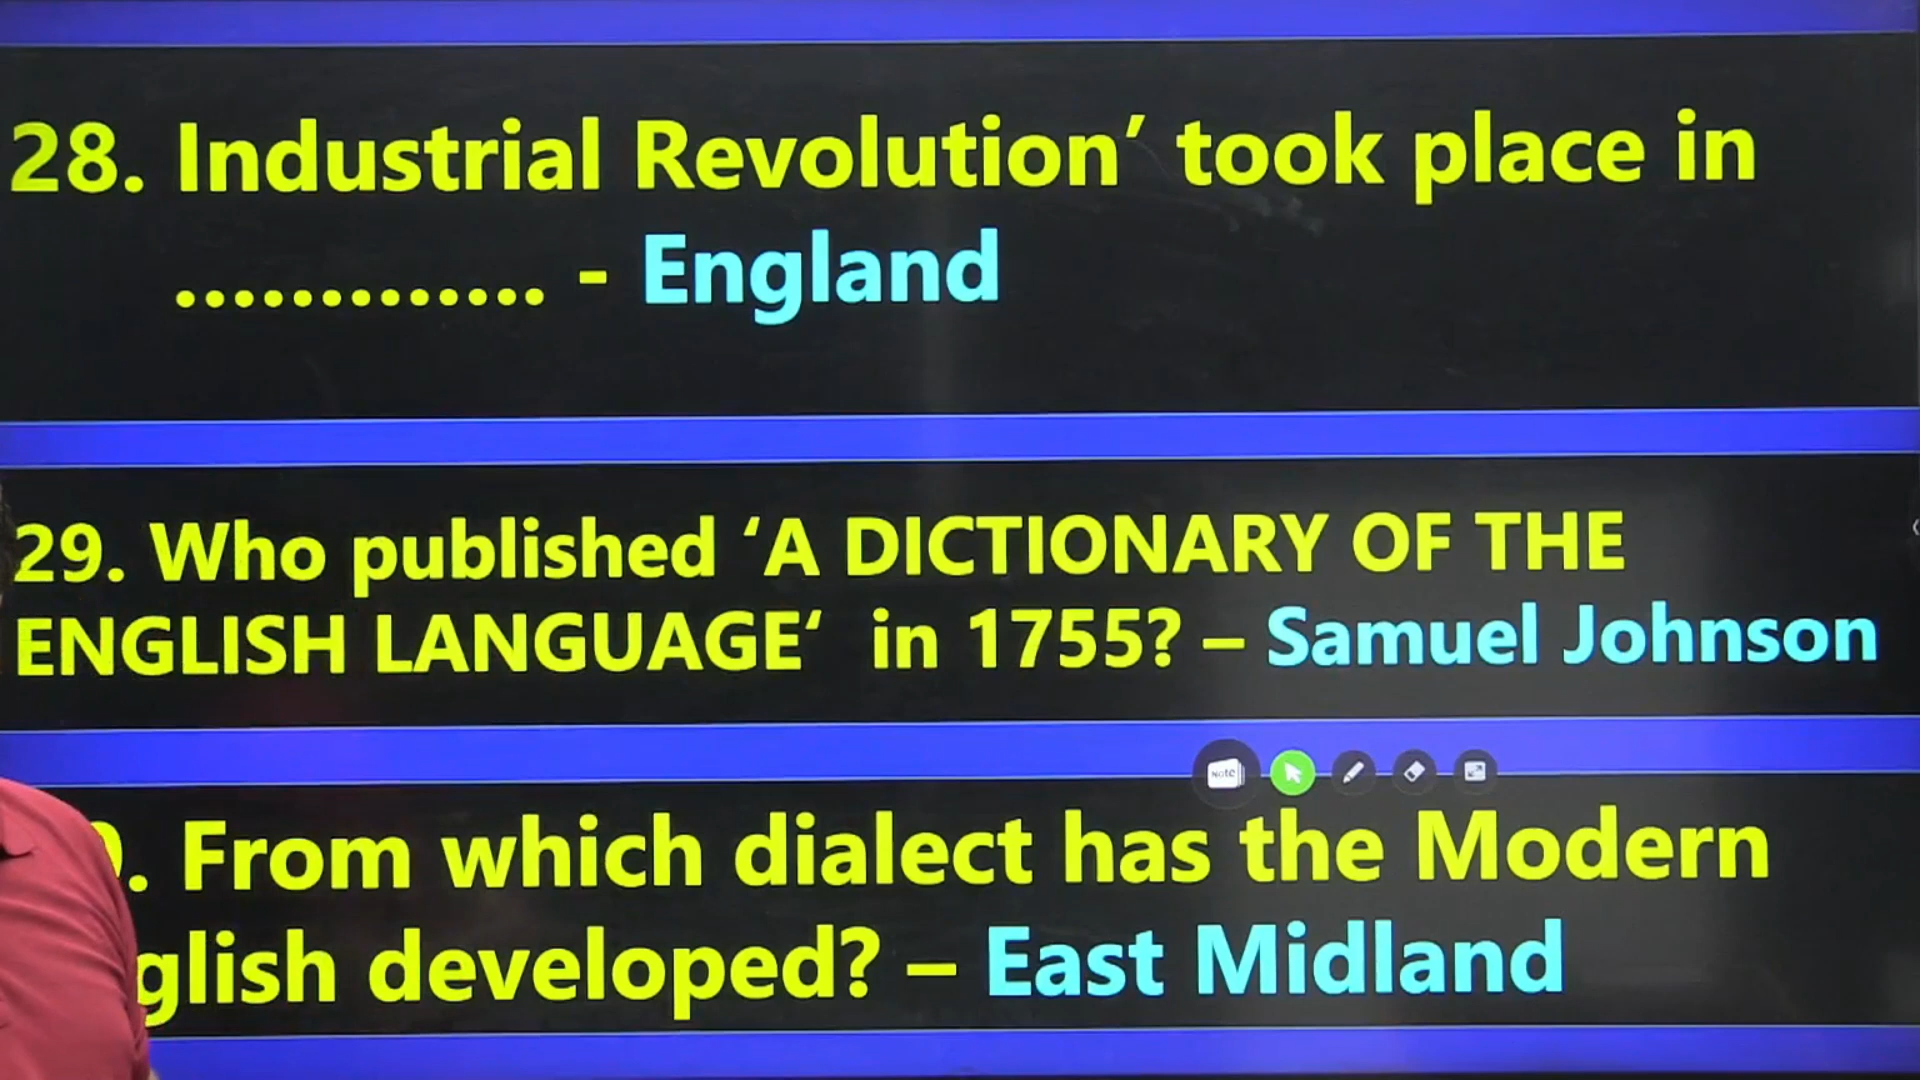 28. Industrial Revolution’ took place in
............. - England
29. Who published ‘A DICTIONARY OF THE
ENGLISH LANGUAGE‘ in 1755? – Samuel Johnson
. From which dialect has the Modern
glish developed? – East Midland
NOTE